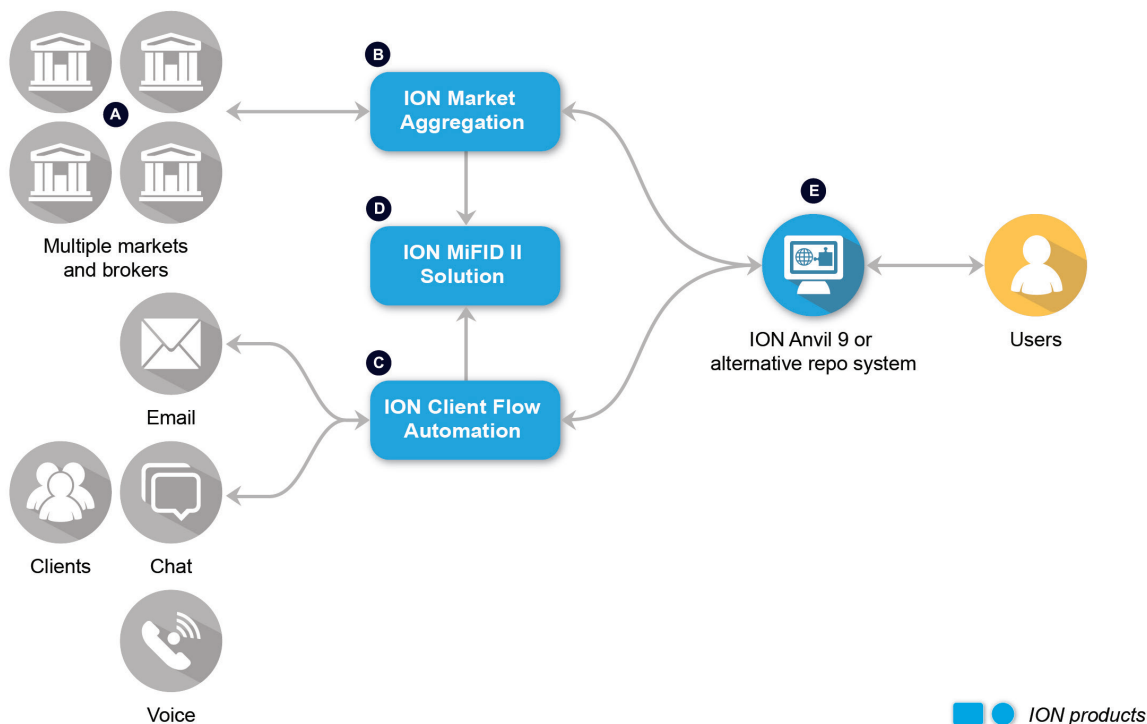 B
ION Market
Aggregation
A
Multiple markets
and brokers
D
ION MiFID II
Solution
E
ION Anvil 9 or
alternative repo system
Users
Email
C
ION Client Flow
Automation
Clients
Chat
Voice
ION products